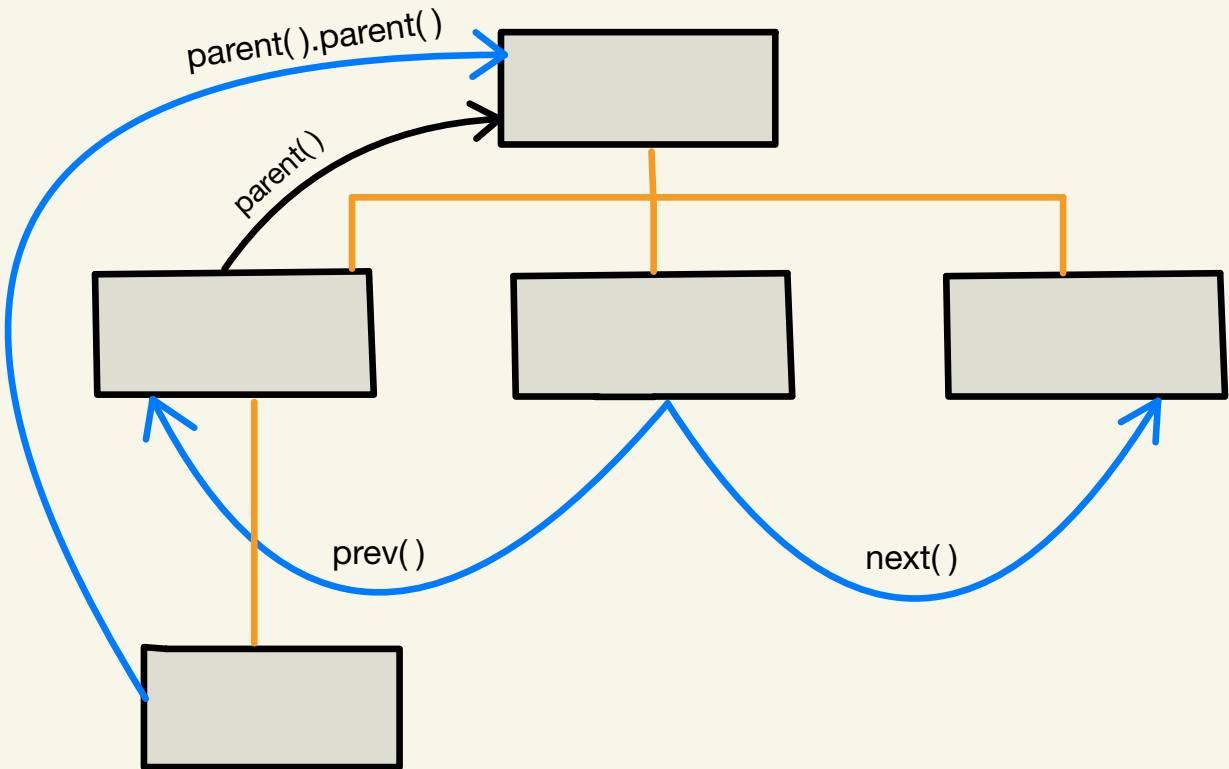 parent( ).parent( )
parent( )
prev( )
next( )